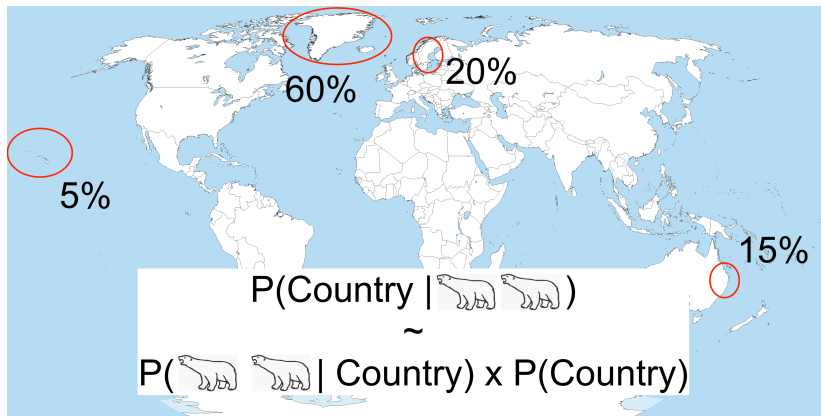 60%
20%
5%
15%
P(Country | )
~
P( | Country) x P(Country)